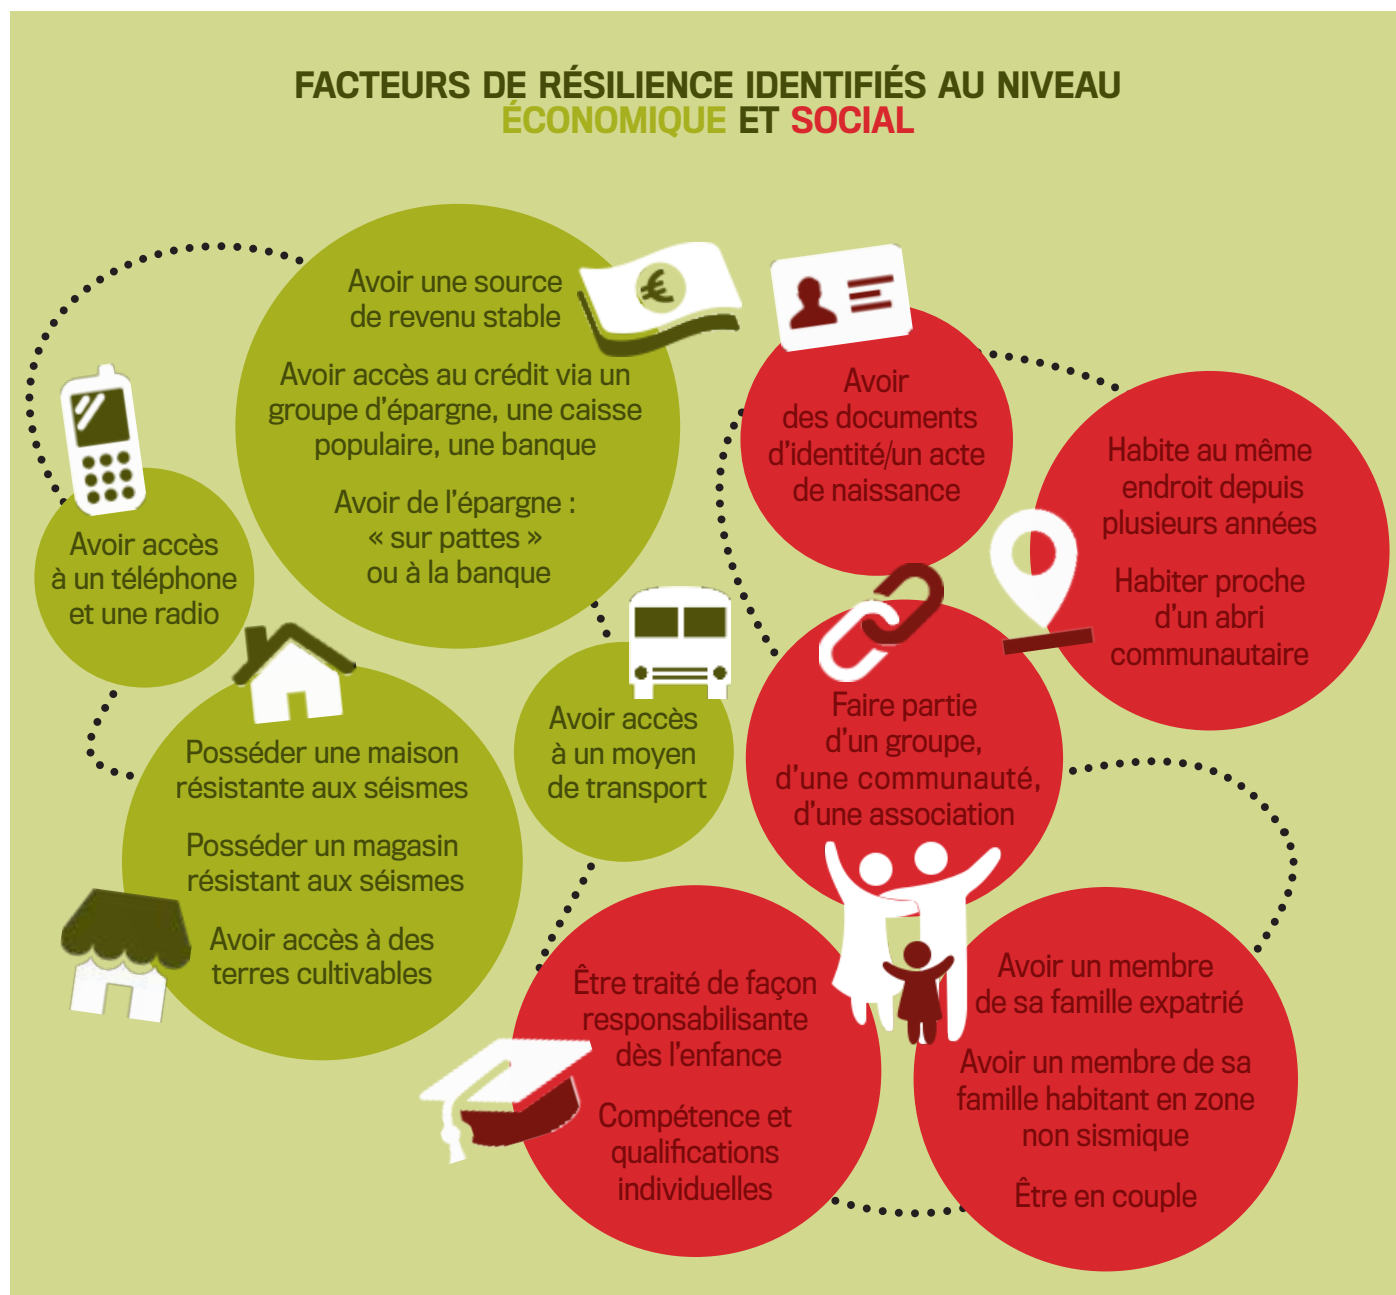 FACTEURS DE RÉSILIENCE IDENTIFIÉS AU NIVEAU
ÉCONOMIQUE ET SOCIAL
Avoir une source
de revenu stable
Avoir accès au crédit via un
groupe d'épargne, une caisse
populaire, une banque
Avoir de l'épargne :
« sur pattes »
ou à la banque
€
Avoir accès
à un téléphone
et une radio
Posséder une maison
résistante aux séismes
Posséder un magasin
résistant aux séismes
Avoir accès à des
terres cultivables
Avoir accès
à un moyen
de transport
Avoir
des documents
d'identité/un acte
de naissance
Habite au même
endroit depuis
plusieurs années
Habiter proche
d'un abri
communautaire
Faire partie
d'un groupe,
d'une communauté,
d'une association
Être traité de façon
responsabilisante
dès l'enfance
Compétence et
qualifications
individuelles
Avoir un membre
de sa famille expatrié
Avoir un membre de sa
famille habitant en zone
non sismique
Être en couple